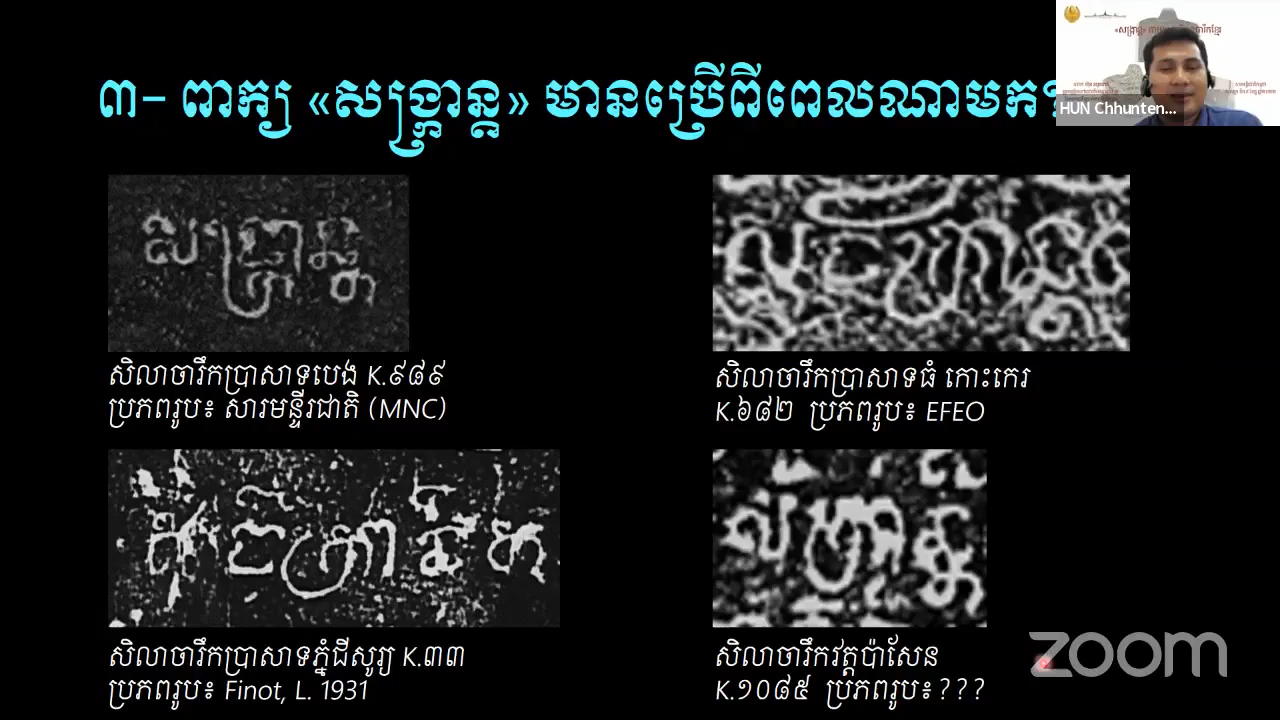 ៣- ពាក្យ «សង្ក្រាន្ត» មានប្រើពីពេលណាមក
HUN Chhunten...
សិលាចារឹកប្រាសាទបេង K.៩៨៩
ប្រភពរូប៖ សារមន្ទីរជាតិ (MNC)
សិលាចារឹកប្រាសាទធំ កោះកេរ
K.៦៨២ ប្រភពរូប៖ EFEO
សិលាចារឹកប្រាសាទភ្នំជីសូរ្យ K.៣៣
ប្រភពរូប៖ Finot, L. 1931
សិលាចារឹកវត្តប៉ាសែន
K.១០៨៥ ប្រភពរូប៖ ???
zoom